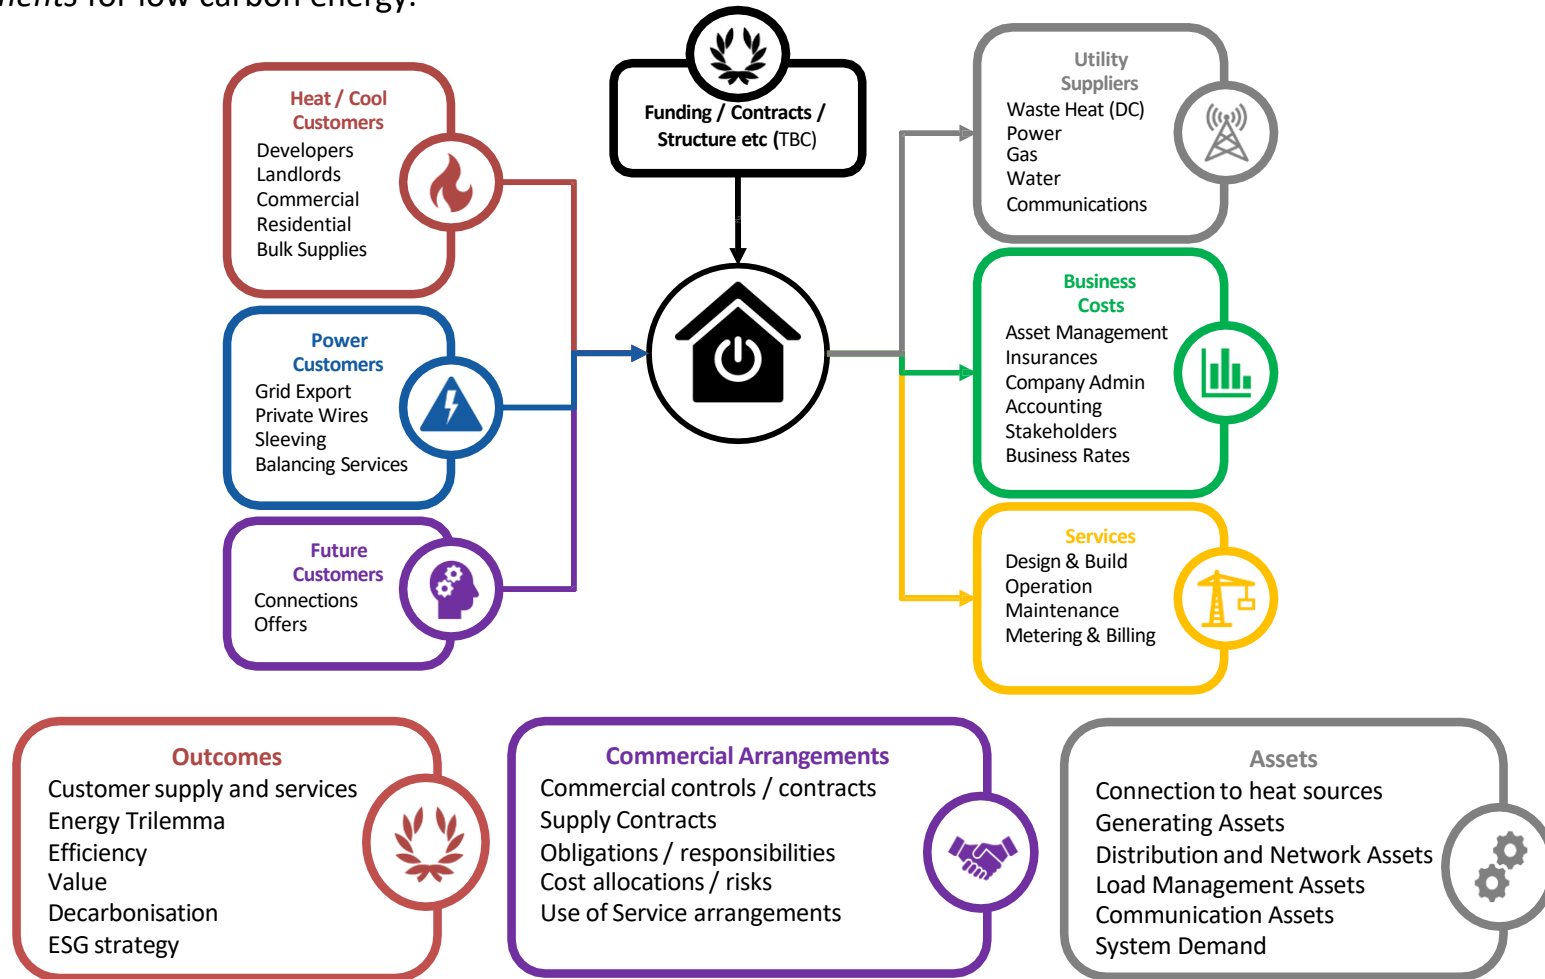 ments for low carbon energy.
Funding / Contracts /
Structure etc (TBC)
Heat / Cool
Customers
Developers
Landlords
Commercial
Residential
Bulk Supplies
Power
Customers
Grid Export
Private Wires
Sleeving
Balancing Services
Future
Customers
Connections
Offers
Utility
Suppliers
Waste Heat (DC)
Power
Gas
Water
Communications
Business
Costs
Asset Management
Insurances
Company Admin
Accounting
Stakeholders
Business Rates
Services
Design & Build
Operation
Maintenance
Metering & Billing
Outcomes
Customer supply and services
Energy Trilemma
Efficiency
Value
Decarbonisation
ESG strategy
Commercial Arrangements
Commercial controls / contracts
Supply Contracts
Obligations / responsibilities
Cost allocations / risks
Use of Service arrangements
Assets
Connection to heat sources
Generating Assets
Distribution and Network Assets
Load Management Assets
Communication Assets
System Demand